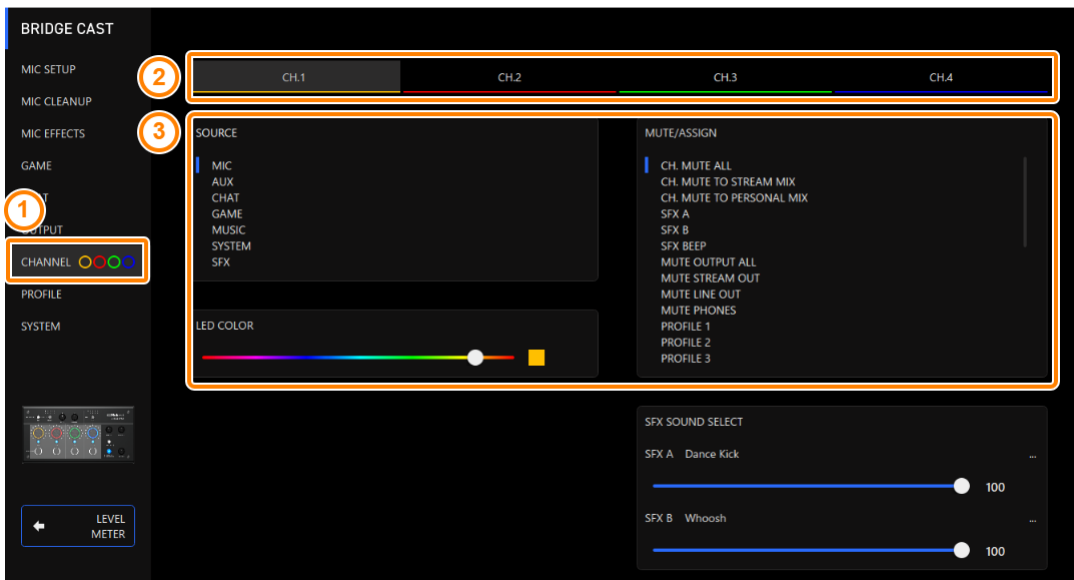 BRIDGE CAST
MIC SETUP
MIC CLEANUP
MIC EFFECTS
GAME
OUTPUT
CHANNEL
PROFILE
SYSTEM
LEVEL
METER
1
2
CH.1 CH.2 CH.3 CH.4
3
SOURCE
MIC
AUX
CHAT
GAME
MUSIC
SYSTEM
SFX
LED COLOR
MUTE/ASSIGN
CH. MUTE ALL
CH. MUTE TO STREAM MIX
CH. MUTE TO PERSONAL MIX
SFX A
SFX B
SFX BEEP
MUTE OUTPUT ALL
MUTE STREAM OUT
MUTE LINE OUT
MUTE PHONES
PROFILE 1
PROFILE 2
PROFILE 3
SFX SOUND SELECT
SFX A Dance Kick ...
100
SFX B Whoosh ...
100